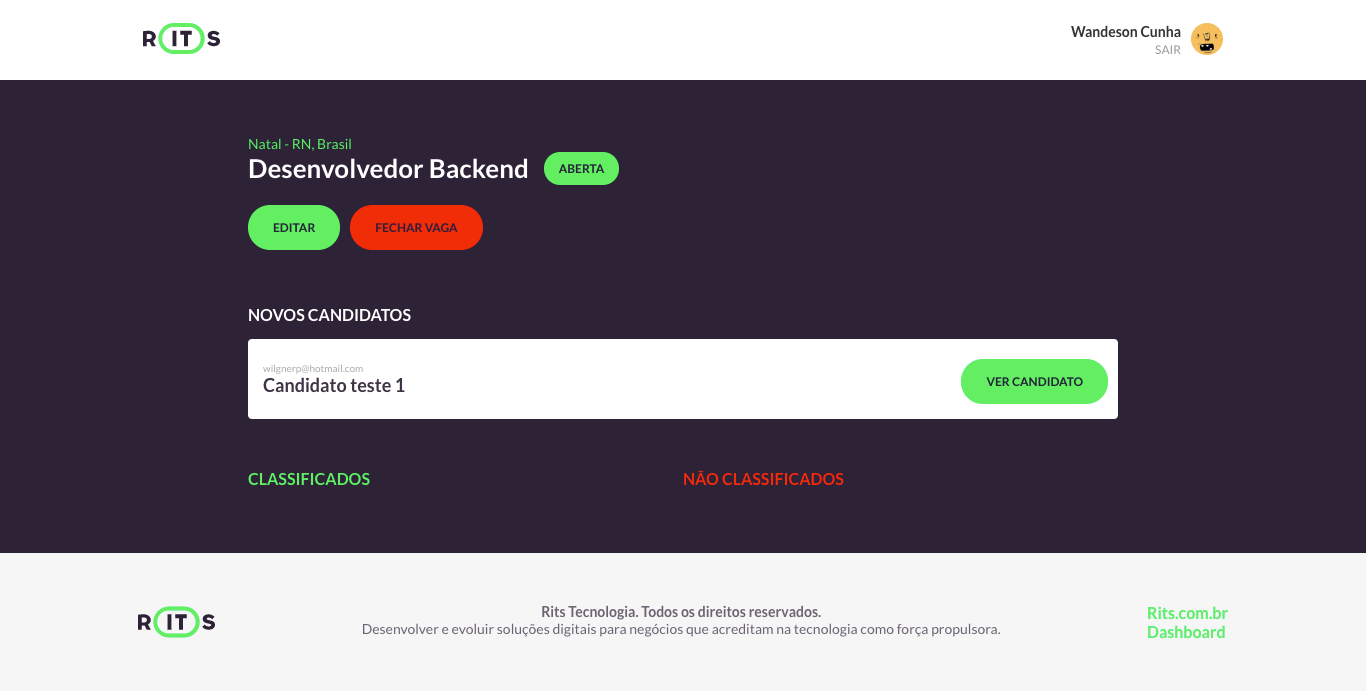 RITS
Wandeson Cunha
SAIR
Natal - RN, Brasil
Desenvolvedor Backend
ABERTA
EDITAR
FECHAR VAGA
NOVOS CANDIDATOS
wilgnerp@hotmail.com
Candidato teste 1
VER CANDIDATO
CLASSIFICADOS
NÃO CLASSIFICADOS
RITS
Rits Tecnologia. Todos os direitos reservados.
Desenvolver e evoluir soluções digitais para negócios que acreditam na tecnologia como força propulsora.
Rits.com.br
Dashboard